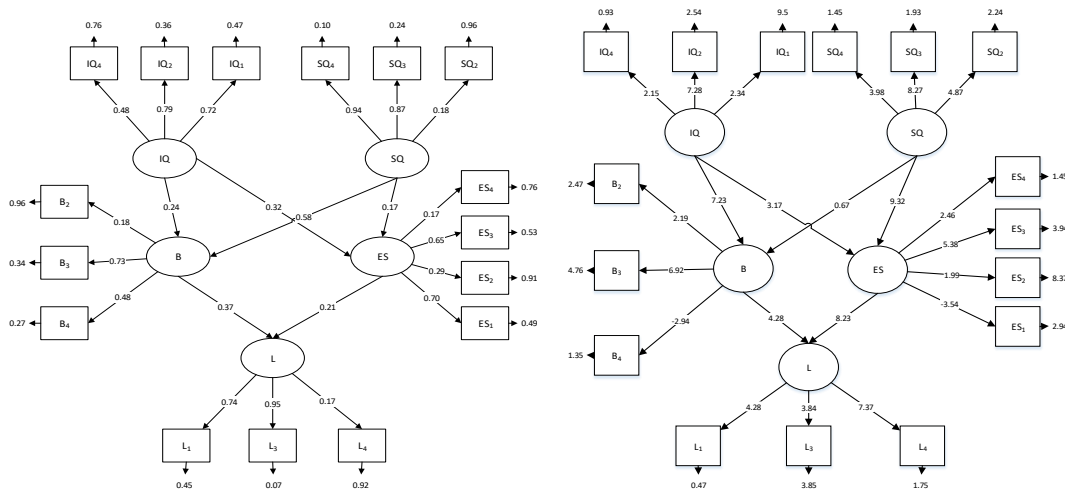 0.76 0.36 0.47 0.10 0.24 0.96
IQ4 IQ2 IQ1 SQ4 SQ3 SQ2
0.48 0.79 0.72 0.94 0.87 0.18
IQ SQ
0.96 B2 ES4 0.76
0.18 0.24 0.32 0.58 0.17 0.17
0.34 B3 0.73 B ES 0.65 ES3 0.53
0.29 ES2 0.91
0.27 B4 0.48 0.37 0.21 0.70 ES1 0.49
L
0.74 0.95 0.17
L1 L3 L4
0.45 0.07 0.92
0.93 2.54 9.5 1.45 1.93 2.24
IQ4 IQ2 IQ1 SQ4 SQ3 SQ2
2.15 7.28 2.34 3.98 8.27 4.87
IQ SQ
2.47 B2 ES4 1.45
2.19 7.23 3.17 0.67 9.32 2.46
5.38 ES3 3.94
4.76 B3 6.92 B ES 1.99 ES2 8.37
-2.94 4.28 8.23 -3.54 ES1 2.94
1.35 B4 L
4.28 3.84 7.37
L1 L3 L4
0.47 3.85 1.75